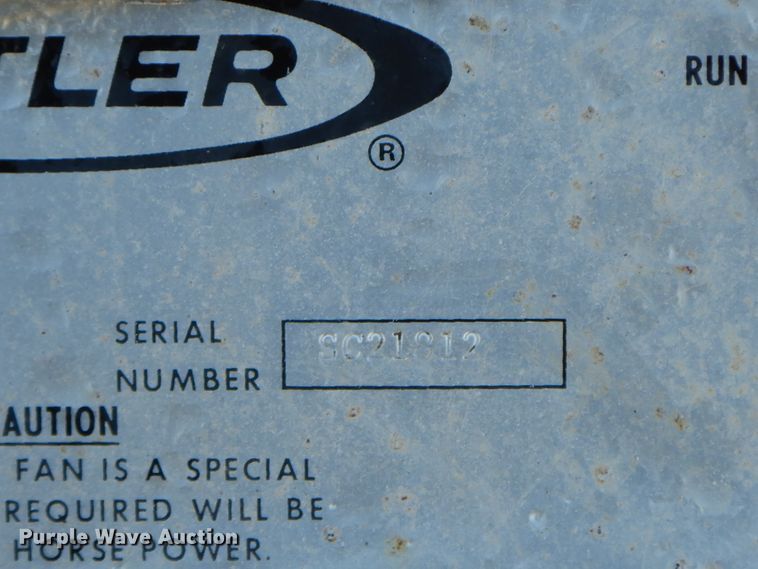 TLER
®
RUN
SERIAL
NUMBER
SC21812
AUTION
FAN IS A SPECIAL
REQUIRED WILL BE
HORSE POWER.
Purple Wave Auction